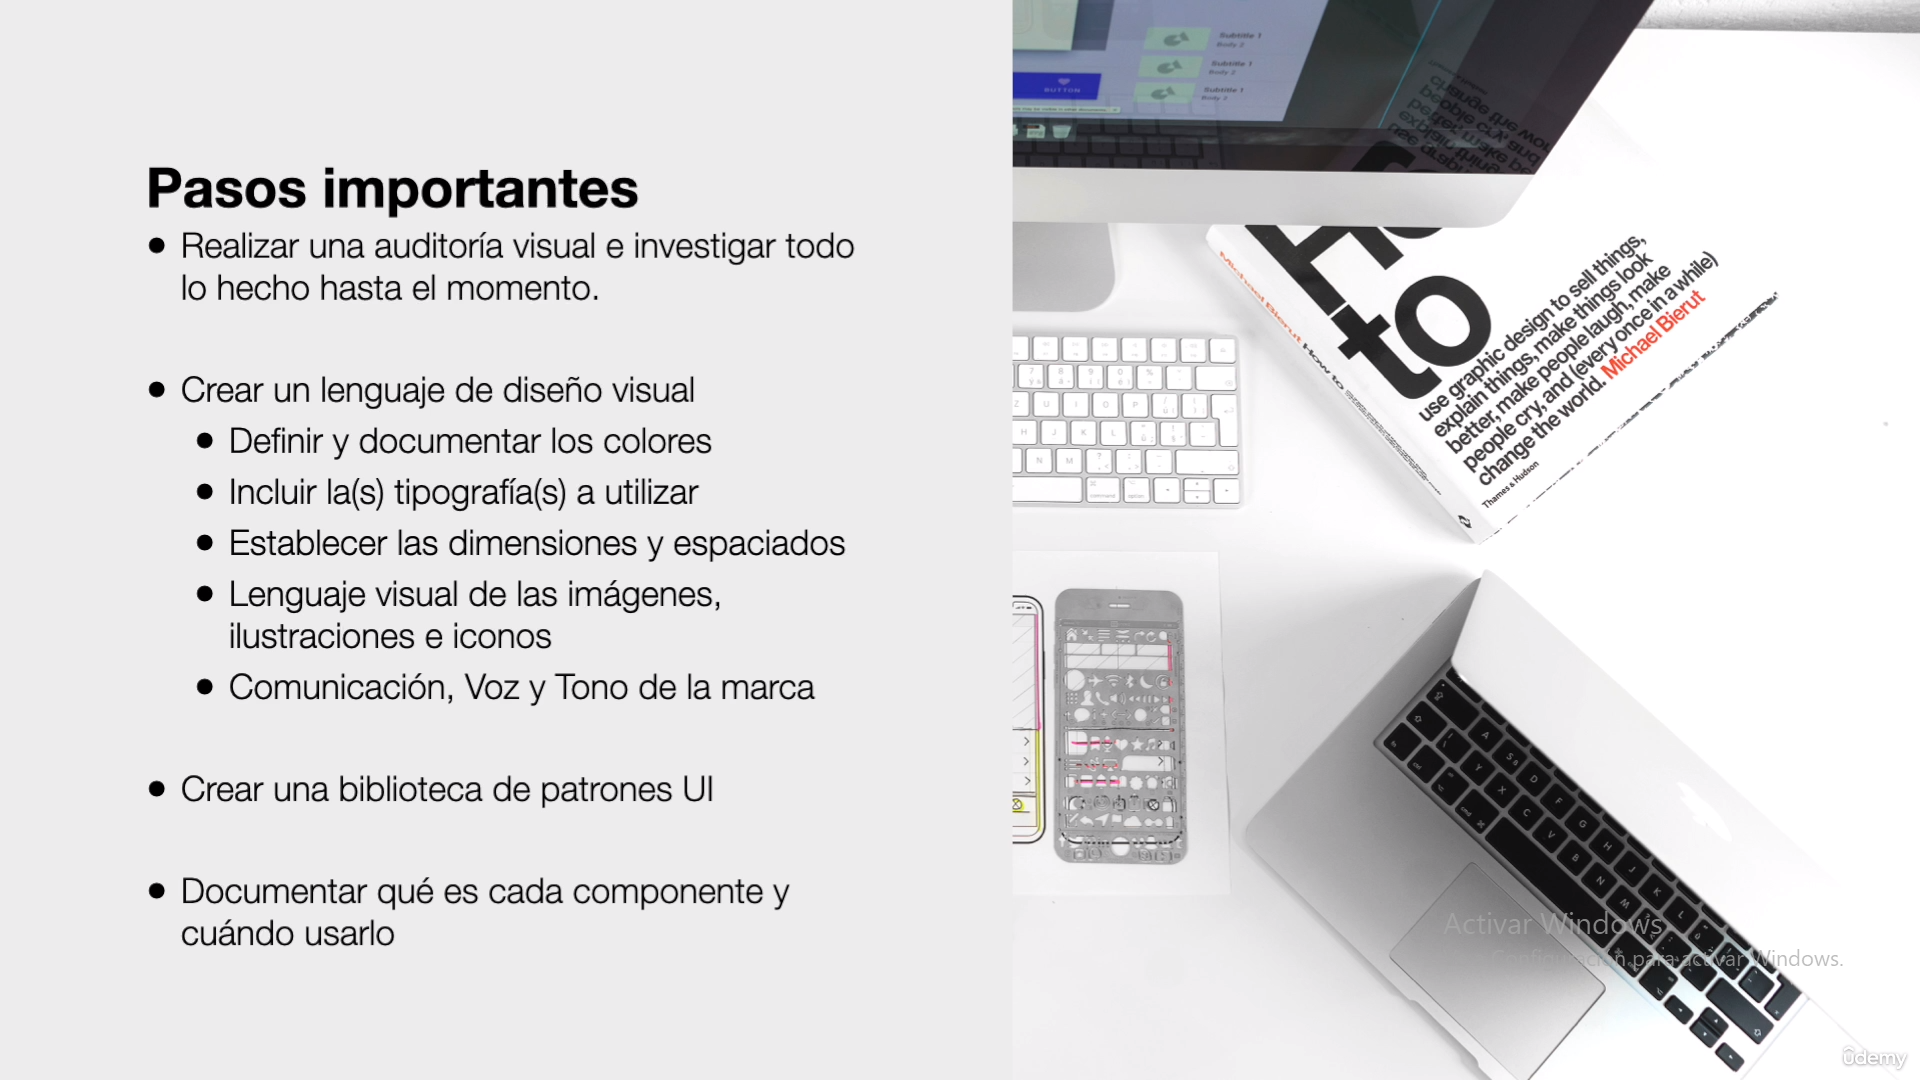 Pasos importantes
● Realizar una auditoría visual e investigar todo
lo hecho hasta el momento.
● Crear un lenguaje de diseño visual
● Definir y documentar los colores
● Incluir la(s) tipografía(s) a utilizar
● Establecer las dimensiones y espaciados
● Lenguaje visual de las imágenes,
ilustraciones e iconos
● Comunicación, Voz y Tono de la marca
● Crear una biblioteca de patrones UI
● Documentar qué es cada componente y
cuándo usarlo
Subtitle 1
Body 2
Subtitle 1
Body 2
Subtitle 1
Body 2
BUTTON
to
use graphic design to sell things,
explain things, make things look
better, make people laugh, make
people cry, and (every once in a while)
change the world. Michael Bierut
Thames & Hudson
Michael Bierut How to
command
option
Activar Windows
Configuración para activar Windows.
ûdemy